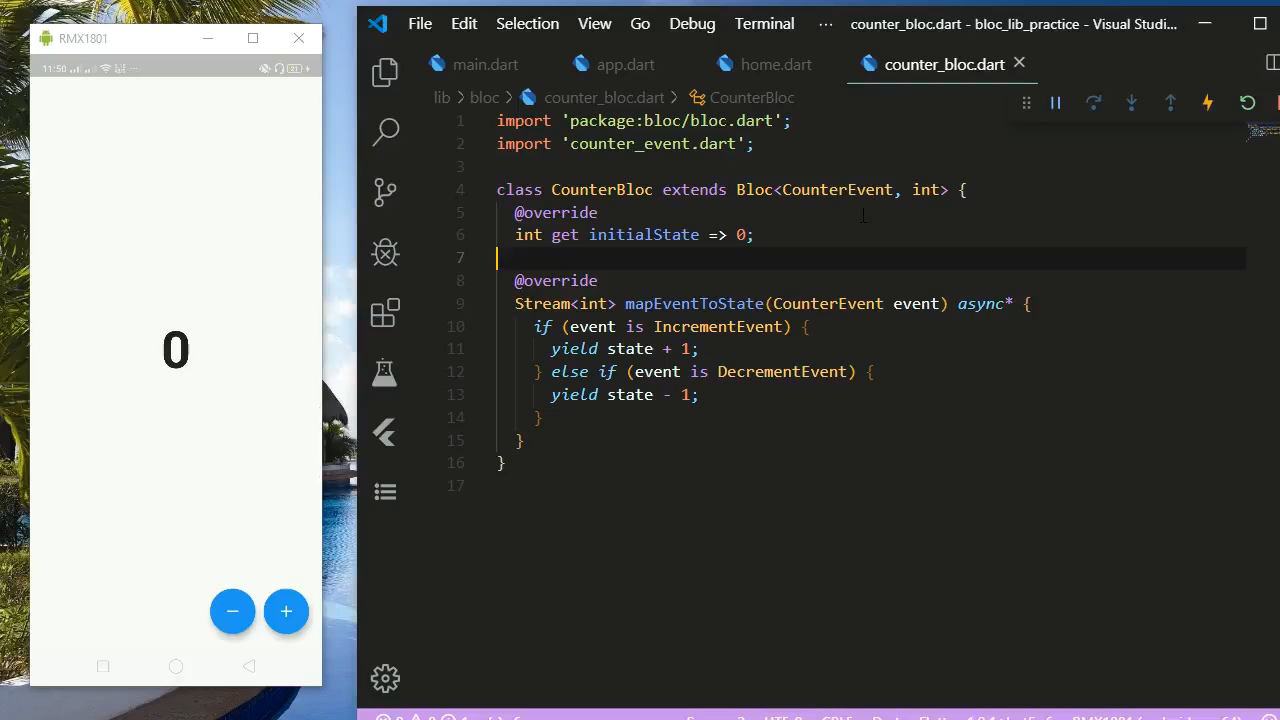 RMX1801
11:50
21
File Edit Selection View Go Debug Terminal ··· counter_bloc.dart - bloc_lib_practice - Visual Studi...
main.dart app.dart home.dart counter_bloc.dart
lib > bloc > counter_bloc.dart > CounterBloc
1 import 'package:bloc/bloc.dart';
2 import 'counter_event.dart';
3
4 class CounterBloc extends Bloc<CounterEvent, int> {
5 @override
6 int get initialState => 0;
7
8 @override
9 Stream<int> mapEventToState(CounterEvent event) async* {
10 if (event is IncrementEvent) {
11 yield state + 1;
12 } else if (event is DecrementEvent) {
13 yield state - 1;
14 }
15 }
16 }
17
0
− +